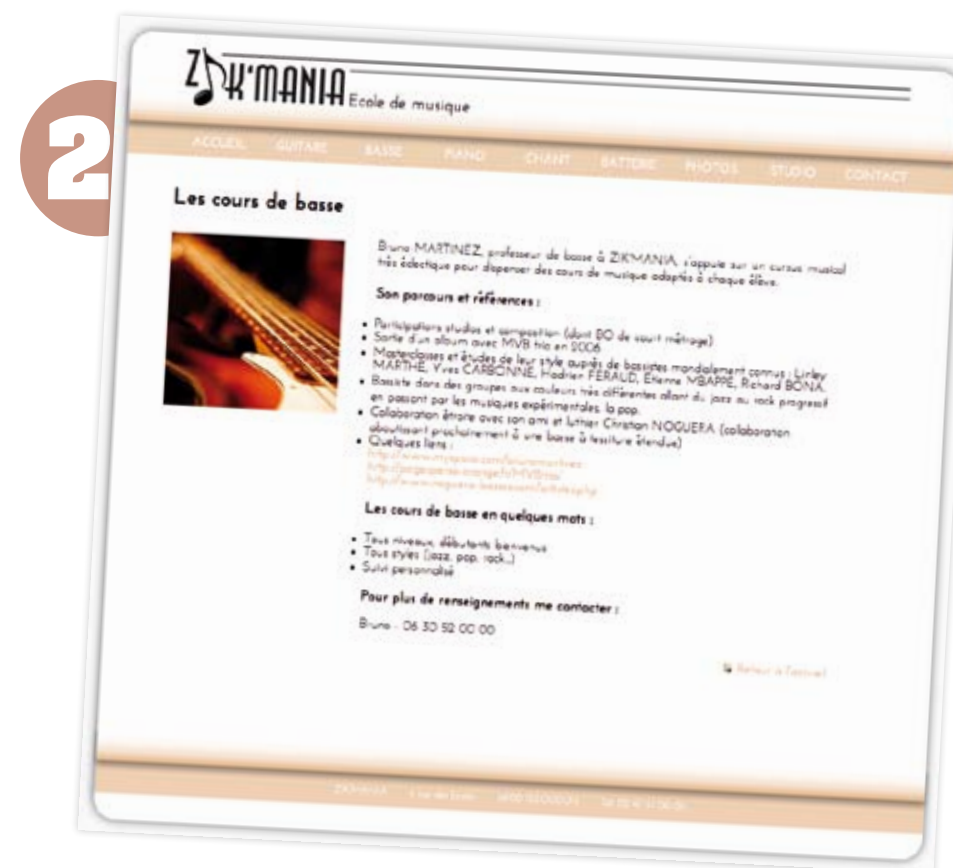 2
ZIK'MANIA
Ecole de musique
ACCUEIL GUITARE BASSE PIANO CHANT BATTERIE PHOTOS STUDIO CONTACT
Les cours de basse
Bruno MARTINEZ, professeur de basse à ZIKMANIA, s'appuie sur un cursus musical
très éclectique pour dispenser des cours de musique adaptés à chaque élève.
Son parcours et références :
• Participations studios et composition (dont BO de court métrage)
• Sortie d'un album avec MVB trio en 2006
• Masterclasses et études de leur style auprès de bassistes mondialement connus : Linley
MARTHE, Yves CARBONNE, Hadrien FERAUD, Etienne MBAPPE, Richard BONA.
• Bassiste dans des groupes aux couleurs très différentes allant du jazz au rock progressif
en passant par les musiques expérimentales, la pop.
• Collaboration étroite avec son ami et luthier Christian NOGUERA (collaboration
aboutissant prochainement à une basse à tessiture étendue)
• Quelques liens :
Les cours de basse en quelques mots :
• Tous niveaux, débutants bienvenus
• Tous styles (jazz, pop, rock...)
• Suivi personnalisé
Pour plus de renseignements me contacter :
Bruno - 06 30 52 00 00
Retour à l'accueil
ZIKMANIA